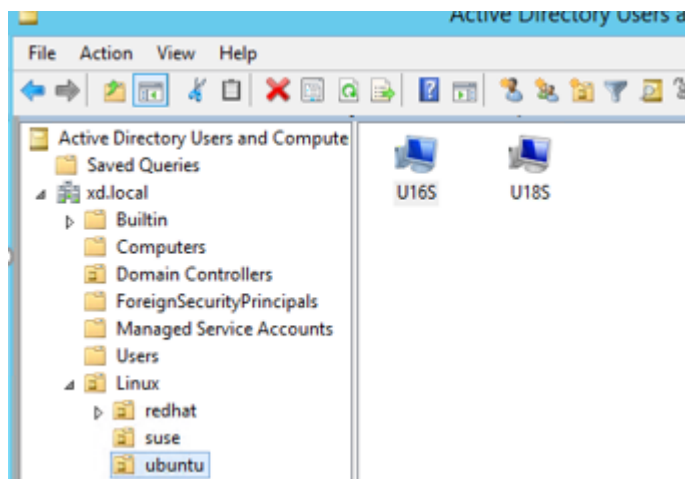 Active Directory Users a
File Action View Help
Active Directory Users and Compute
Saved Queries
xd.local
Builtin
Computers
Domain Controllers
ForeignSecurityPrincipals
Managed Service Accounts
Users
Linux
redhat
suse
ubuntu
U16S U18S